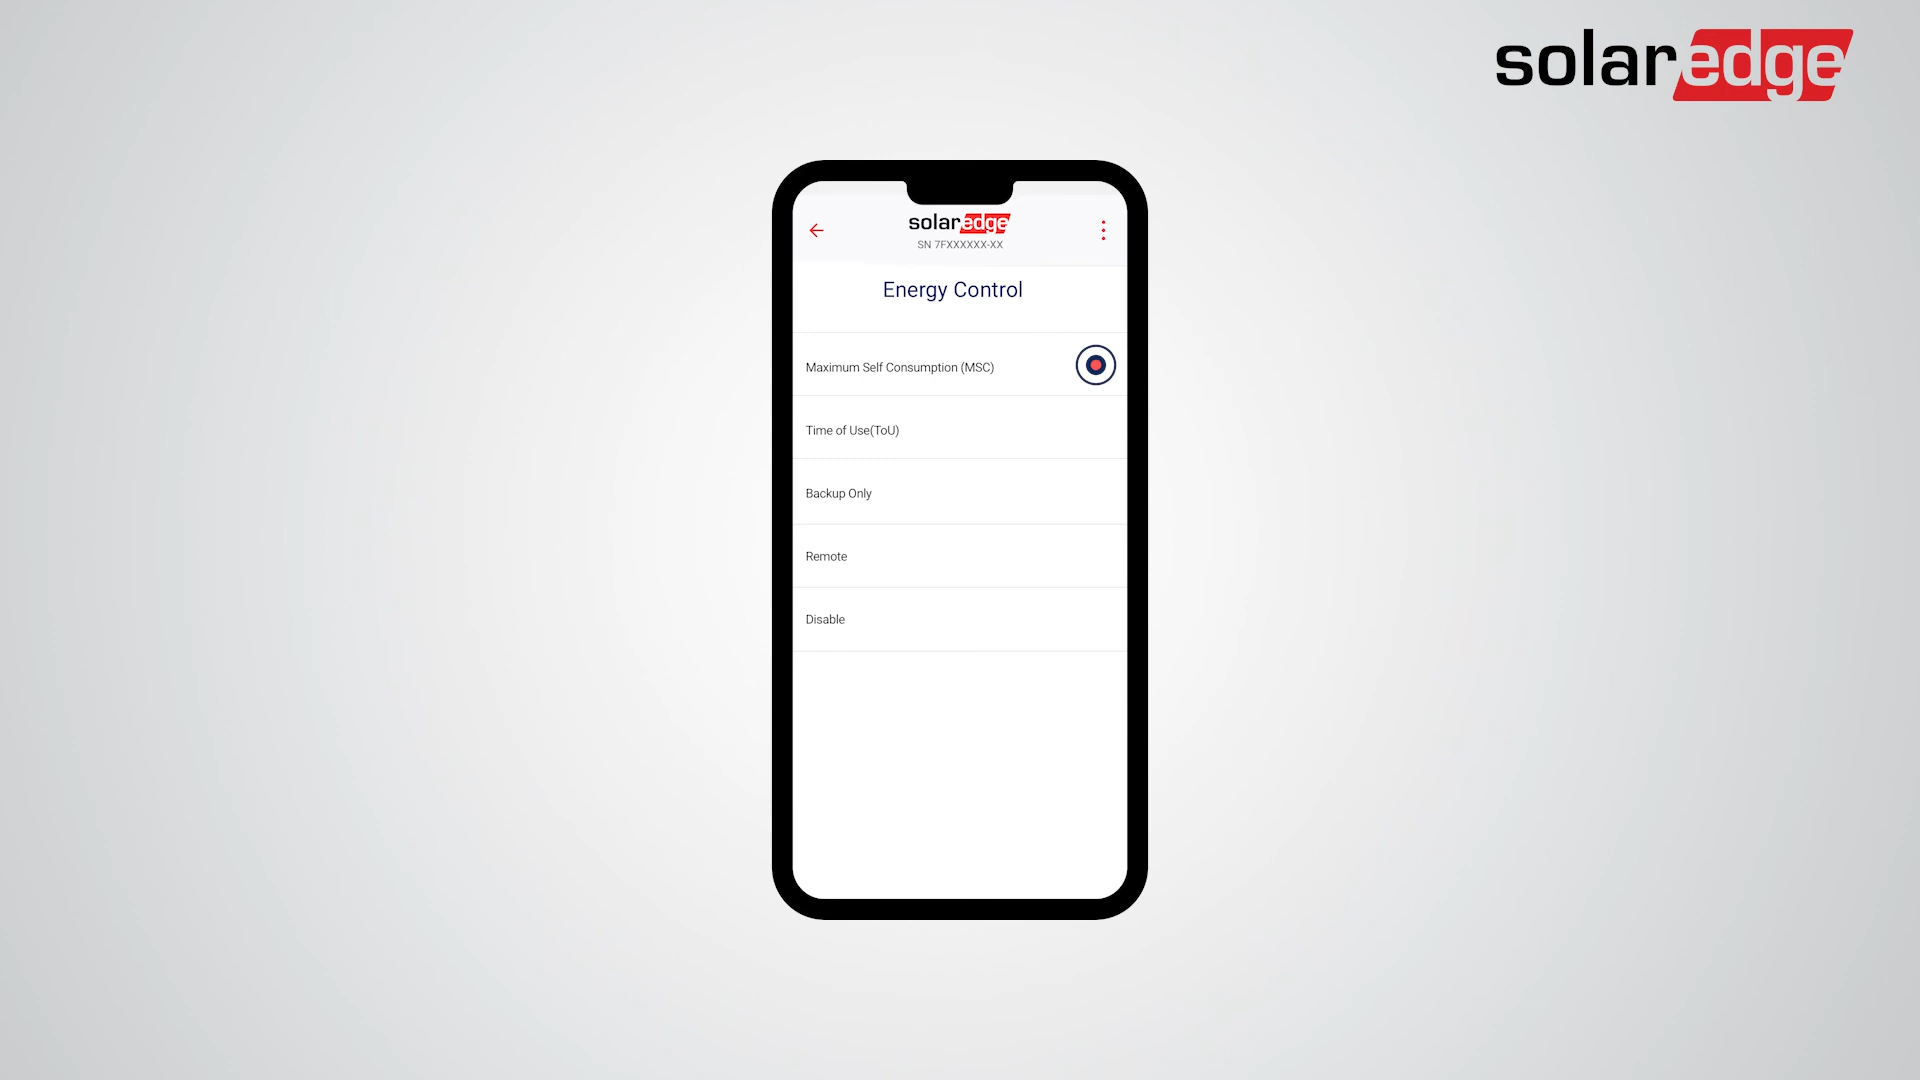 solaredge
solaredge
SN 7FXXXXXX-XX
Energy Control
Maximum Self Consumption (MSC)
Time of Use(ToU)
Backup Only
Remote
Disable